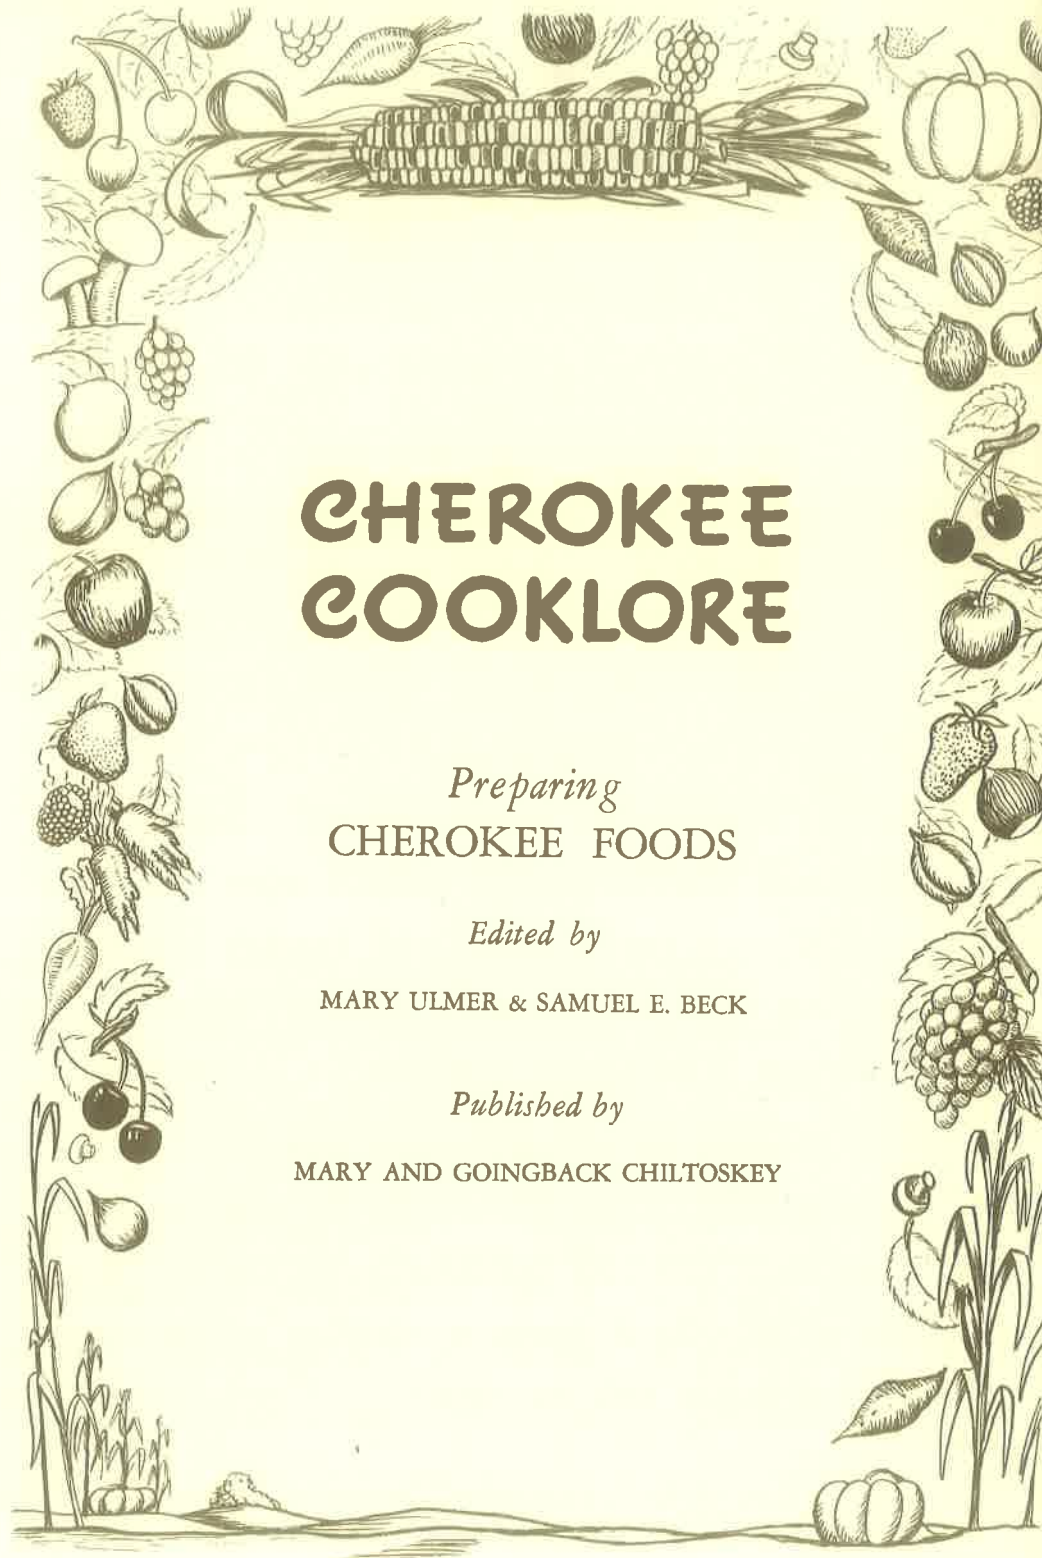 CHEROKEE
COOKLORE
Preparing
CHEROKEE FOODS
Edited by
MARY ULMER & SAMUEL E. BECK
Published by
MARY AND GOINGBACK CHILTOSKEY